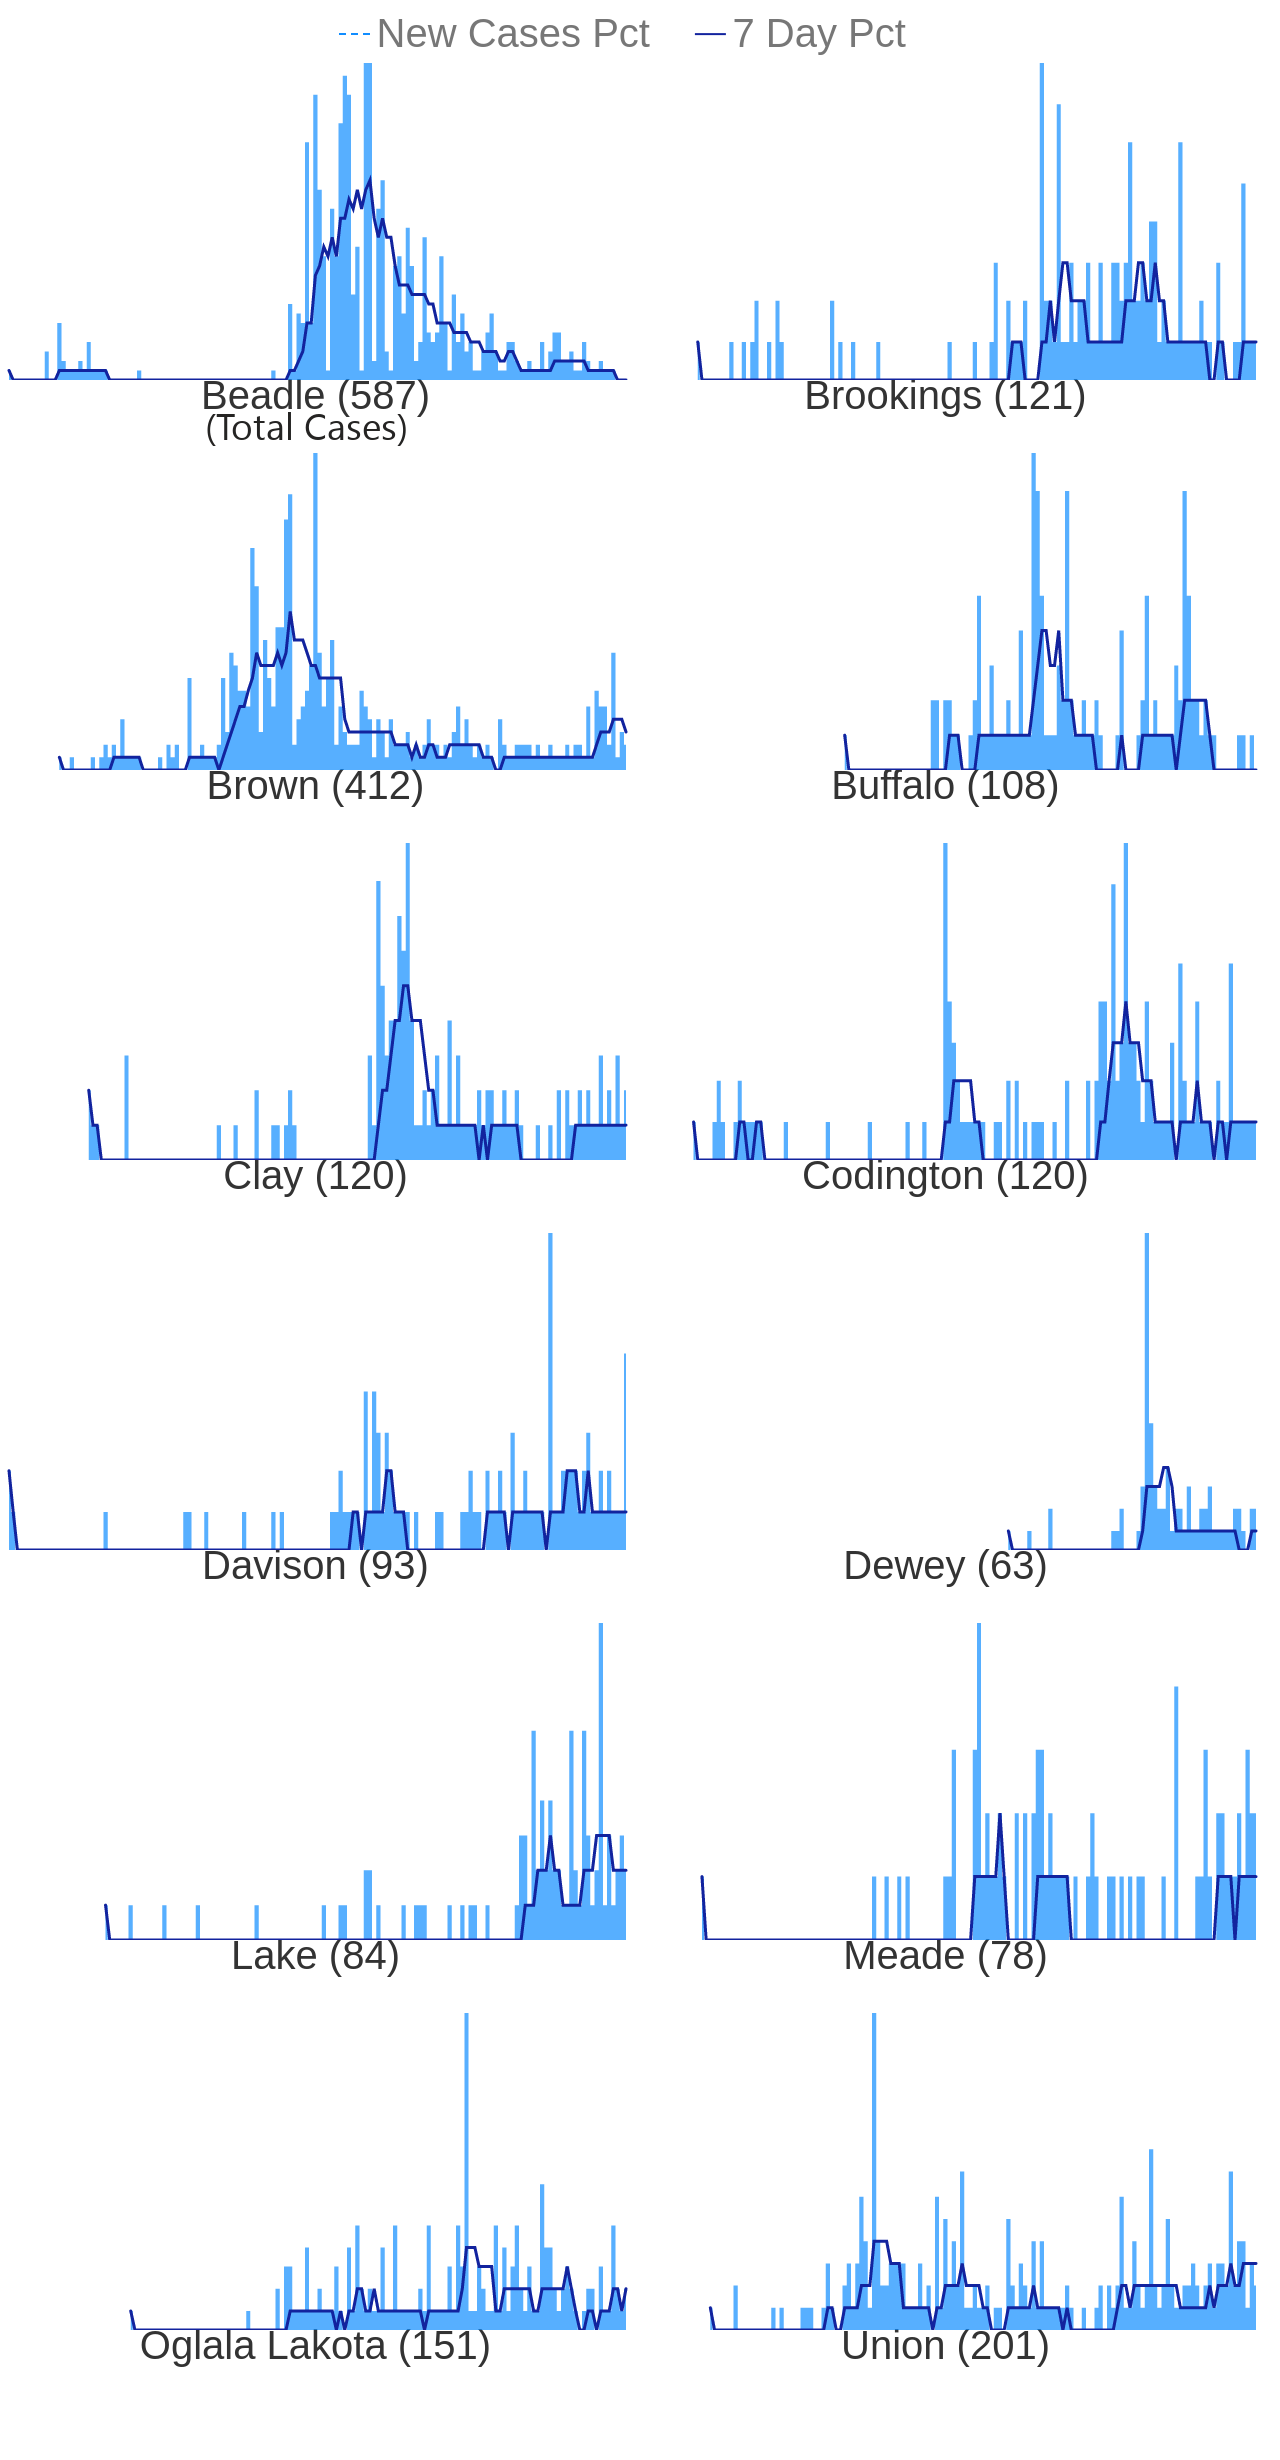 New Cases Pct 7 Day Pct
Beadle (587) Brookings (121)
(Total Cases)
Brown (412) Buffalo (108)
Clay (120) Codington (120)
Davison (93) Dewey (63)
Lake (84) Meade (78)
Oglala Lakota (151) Union (201)